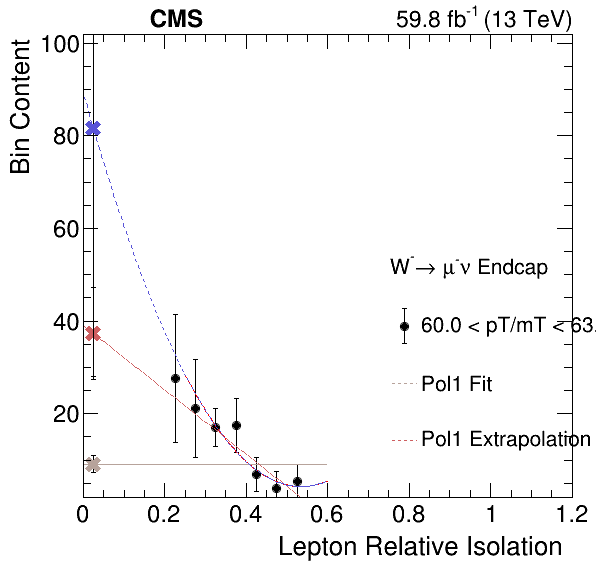 CMS
59.8 fb⁻¹ (13 TeV)
Bin Content
100
80
60
40
20
W⁻→ μ⁻ν Endcap
60.0 < pT/mT < 63.
Pol1 Fit
Pol1 Extrapolation
0 0.2 0.4 0.6 0.8 1 1.2
Lepton Relative Isolation